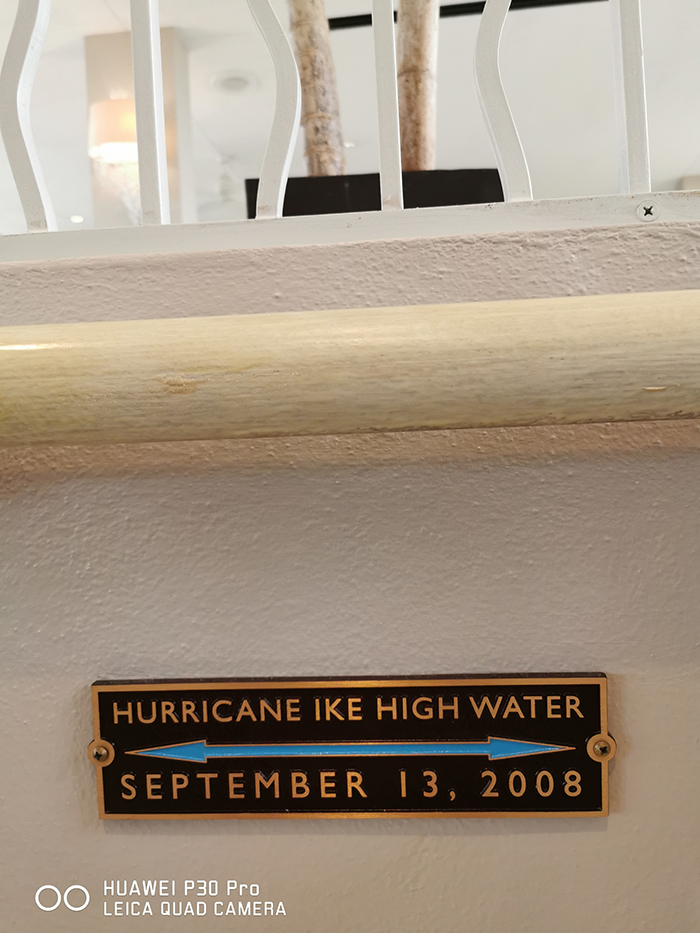 HURRICANE IKE HIGH WATER
SEPTEMBER 13, 2008
HUAWEI P30 Pro
LEICA QUAD CAMERA